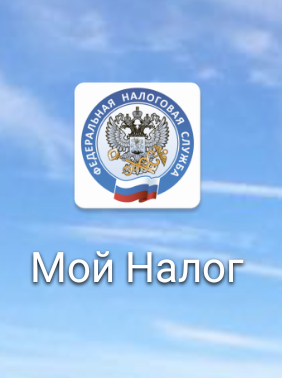 ФЕДЕРАЛЬНАЯ НАЛОГОВАЯ СЛУЖБА
Мой Налог